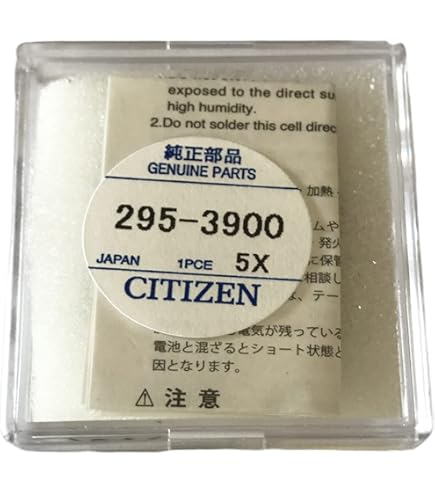 exposed to the direct su
high humidity.
2.Do not solder this cell direc
純正部品
GENUINE PARTS
295-3900
JAPAN 1PCE 5X
CITIZEN
・加熱・
ムや
・発火
に保管
相談し
、テー
電気が残っている
電池と混ざるとショート状態と
因となります。
⚠注意